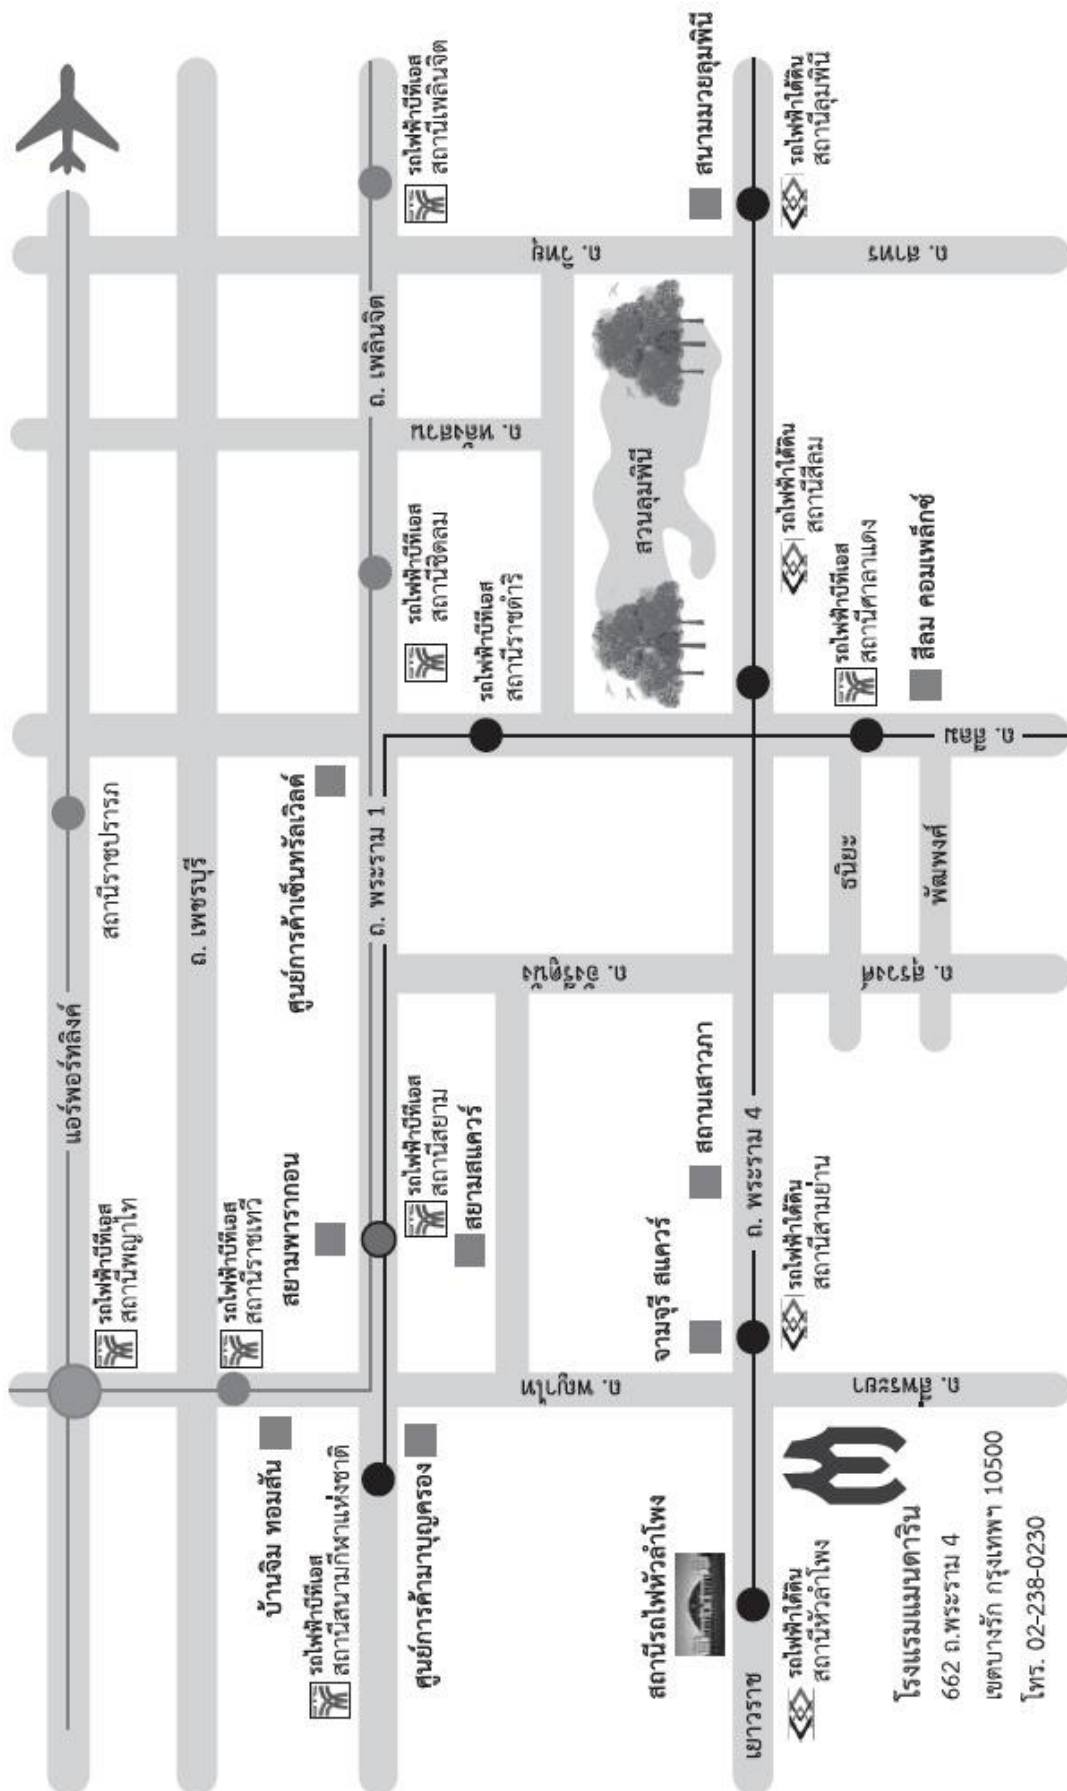 แอร์พอร์ทลิงค์
รถไฟฟ้าบีทีเอส
สถานีพญาไท
สถานีราชปรารภ
ถ. เพชรบุรี
รถไฟฟ้าบีทีเอส
สถานีราชเทวี
บ้านจิม ทอมสัน
สยามพารากอน
ศูนย์การค้าเซ็นทรัลเวิลด์
รถไฟฟ้าบีทีเอส
สถานีสนามกีฬาแห่งชาติ
ถ. พระราม 1
ถ. เพลินจิต
ศูนย์การค้ามาบุญครอง
รถไฟฟ้าบีทีเอส
สถานีสยาม
สยามสแควร์
รถไฟฟ้าบีทีเอส
สถานีชิดลม
รถไฟฟ้าบีทีเอส
สถานีเพลินจิต
รถไฟฟ้าบีทีเอส
สถานีราชดำริ
ถ. หลังสวน
ถ. พญาไท
ถ. อังรีดูนังต์
ถ. วิทยุ
สวนลุมพินี
สถานีรถไฟหัวลำโพง
จามจุรี สแควร์
สถานเสาวภา
สนามมวยลุมพินี
เยาวราช
ถ. พระราม 4
รถไฟฟ้าใต้ดิน
สถานีหัวลำโพง
รถไฟฟ้าใต้ดิน
สถานีสามย่าน
รถไฟฟ้าใต้ดิน
สถานีสีลม
รถไฟฟ้าใต้ดิน
สถานีลุมพินี
รถไฟฟ้าบีทีเอส
สถานีศาลาแดง
สีลม คอมเพล็กซ์
ถ. สี่พระยา
ถ. สุรวงศ์
ธนิยะ
พัฒพงศ์
ถ. สีลม
ถ. สาทร
โรงแรมแมนดาริน
662 ถ.พระราม 4
เขตบางรัก กรุงเทพฯ 10500
โทร. 02-238-0230